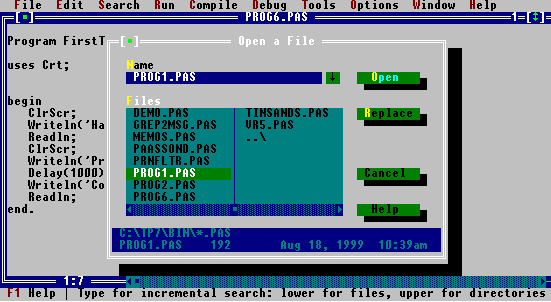 File Edit Search Run Compile Debug Tools Options Window Help
[■] PROG6.PAS 1=[↕]
Program FirstT
uses Crt;
begin
ClrScr;
Writeln('Ha
Readln;
ClrScr;
Writeln('Pr
Delay(1000)
Writeln('Co
Readln;
end.
[■] Open a File
Name
PROG1.PAS ↓
Open
Files
DEMO.PAS TINSANDS.PAS
GREP2MSG.PAS VR5.PAS
MEMOS.PAS ..\
PAASSOND.PAS
PRNFLTR.PAS
PROG1.PAS
PROG2.PAS
PROG6.PAS
Replace
Cancel
Help
C:\TP7\BIN\*.PAS
PROG1.PAS 192 Aug 18, 1999 10:39am
1:7
F1 Help | Type for incremental search: lower for files, upper for directories